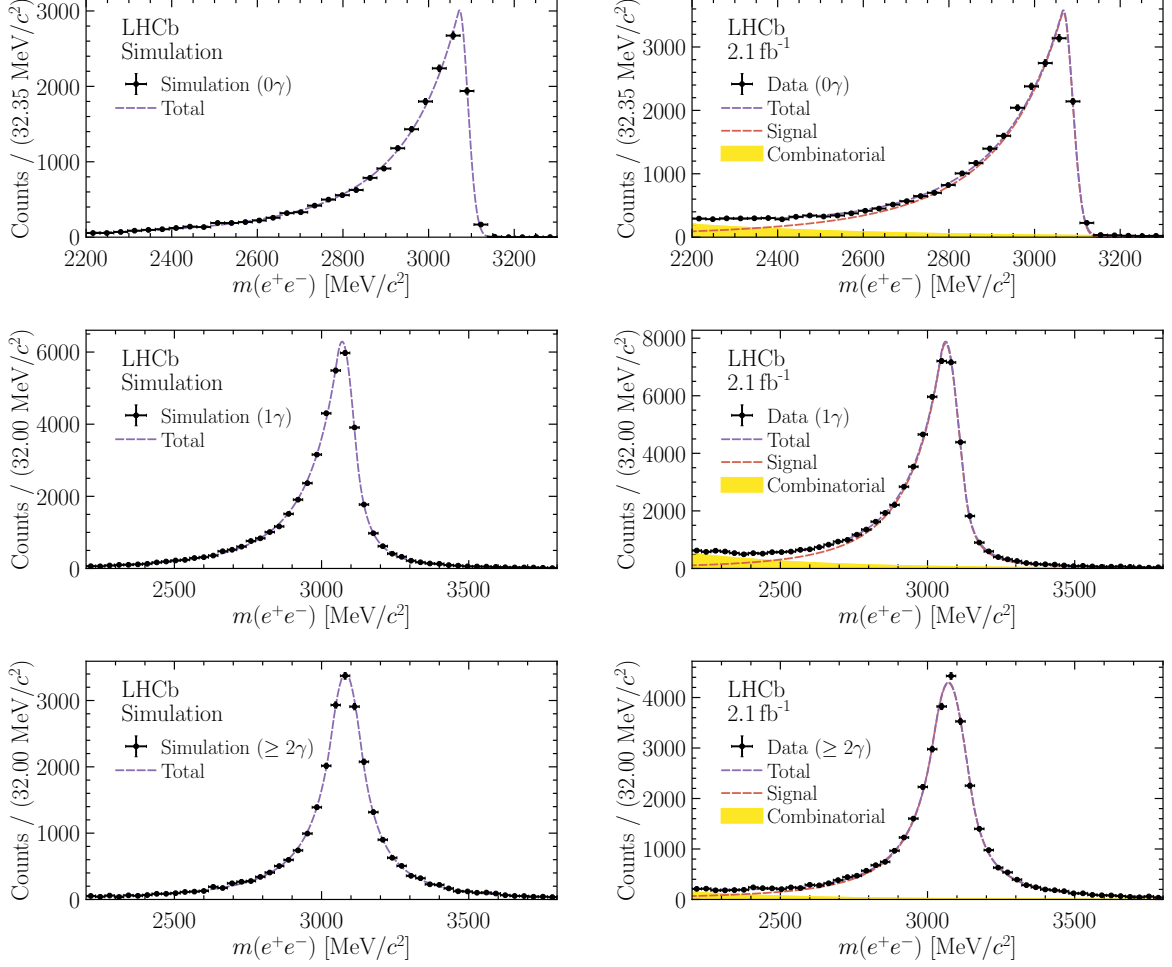 LHCb
Simulation
Simulation (0γ)
Total
Counts / (32.35 MeV/c²)
0
1000
2000
3000
2200 2400 2600 2800 3000 3200
m(e⁺e⁻) [MeV/c²]
LHCb
2.1 fb⁻¹
Data (0γ)
Total
Signal
Combinatorial
Counts / (32.35 MeV/c²)
0
1000
2000
3000
2200 2400 2600 2800 3000 3200
m(e⁺e⁻) [MeV/c²]
LHCb
Simulation
Simulation (1γ)
Total
Counts / (32.00 MeV/c²)
0
2000
4000
6000
2500 3000 3500
m(e⁺e⁻) [MeV/c²]
LHCb
2.1 fb⁻¹
Data (1γ)
Total
Signal
Combinatorial
Counts / (32.00 MeV/c²)
0
2000
4000
6000
8000
2500 3000 3500
m(e⁺e⁻) [MeV/c²]
LHCb
Simulation
Simulation (≥ 2γ)
Total
Counts / (32.00 MeV/c²)
0
1000
2000
3000
2500 3000 3500
m(e⁺e⁻) [MeV/c²]
LHCb
2.1 fb⁻¹
Data (≥ 2γ)
Total
Signal
Combinatorial
Counts / (32.00 MeV/c²)
0
1000
2000
3000
4000
2500 3000 3500
m(e⁺e⁻) [MeV/c²]